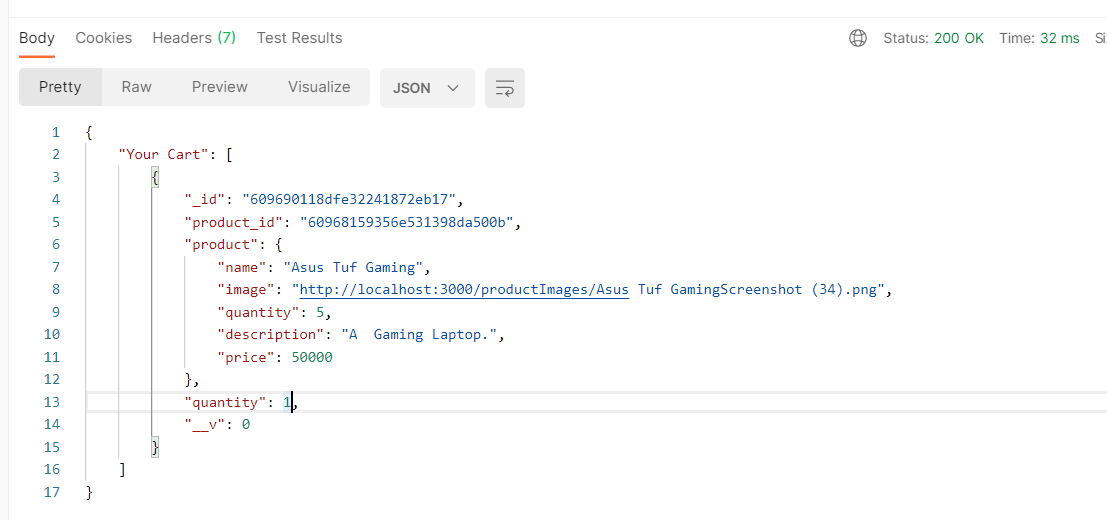 Body Cookies Headers (7) Test Results Status: 200 OK Time: 32 ms Si
Pretty Raw Preview Visualize JSON
1 {
2 "Your Cart": [
3 {
4 "_id": "609690118dfe32241872eb17",
5 "product_id": "60968159356e531398da500b",
6 "product": {
7 "name": "Asus Tuf Gaming",
8 "image": "http://localhost:3000/productImages/Asus Tuf GamingScreenshot (34).png",
9 "quantity": 5,
10 "description": "A  Gaming Laptop.",
11 "price": 50000
12 },
13 "quantity": 1,
14 "__v": 0
15 }
16 ]
17 }